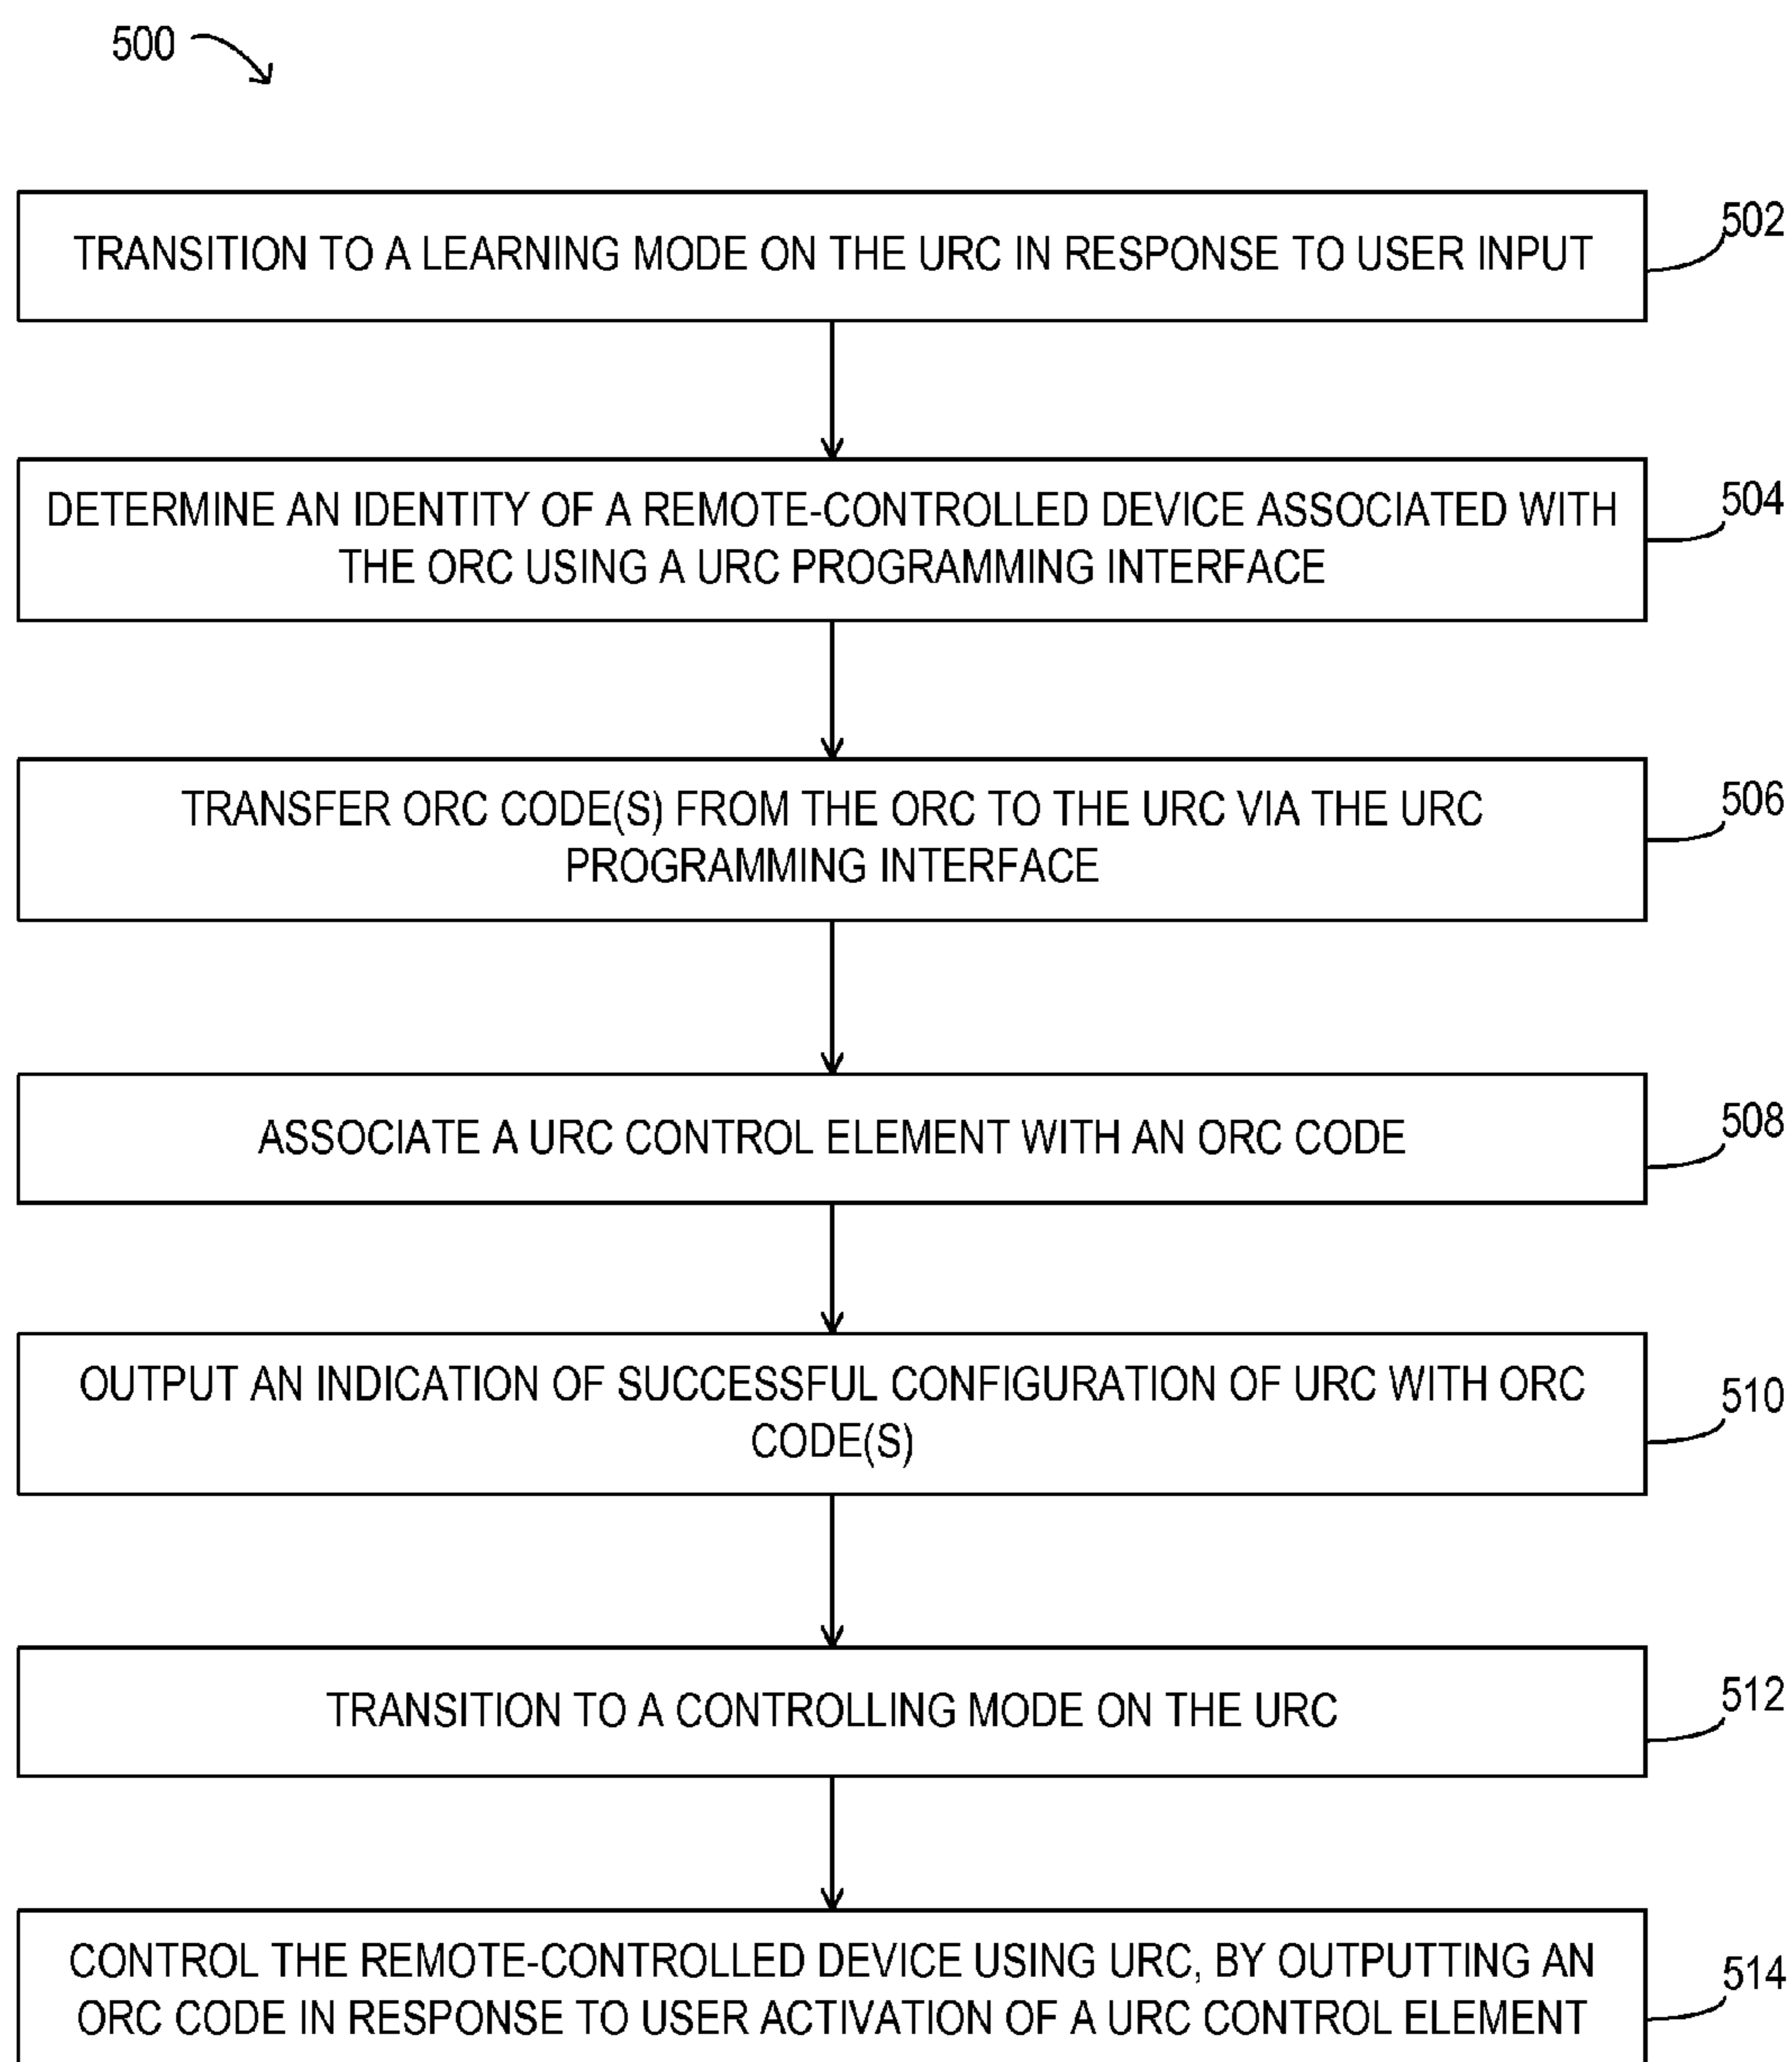 500
TRANSITION TO A LEARNING MODE ON THE URC IN RESPONSE TO USER INPUT
502
DETERMINE AN IDENTITY OF A REMOTE-CONTROLLED DEVICE ASSOCIATED WITH
THE ORC USING A URC PROGRAMMING INTERFACE
504
TRANSFER ORC CODE(S) FROM THE ORC TO THE URC VIA THE URC
PROGRAMMING INTERFACE
506
ASSOCIATE A URC CONTROL ELEMENT WITH AN ORC CODE
508
OUTPUT AN INDICATION OF SUCCESSFUL CONFIGURATION OF URC WITH ORC
CODE(S)
510
TRANSITION TO A CONTROLLING MODE ON THE URC
512
CONTROL THE REMOTE-CONTROLLED DEVICE USING URC, BY OUTPUTTING AN
ORC CODE IN RESPONSE TO USER ACTIVATION OF A URC CONTROL ELEMENT
514